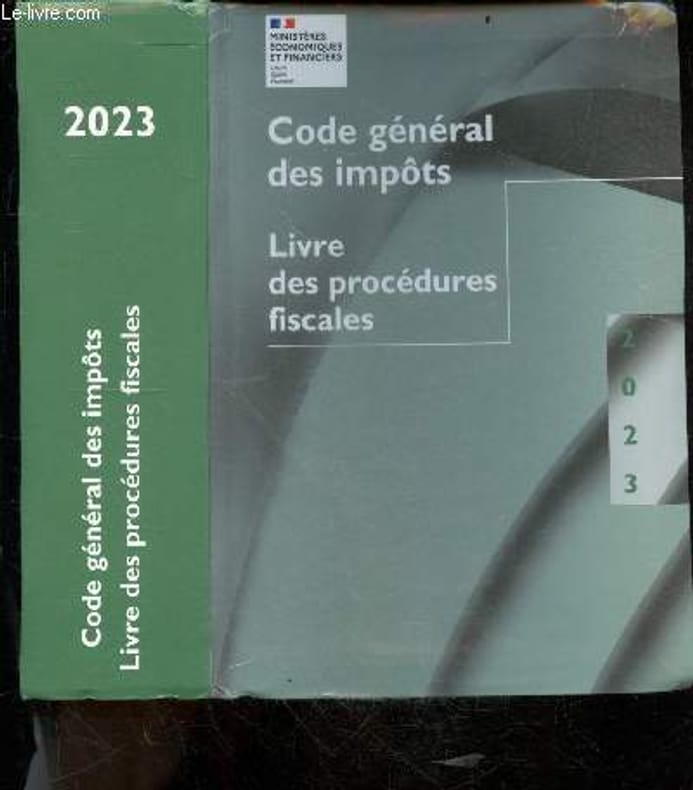 Le-livre.com
2023
Code général des impôts
Livre des procédures fiscales
MINISTÈRES
ÉCONOMIQUES
ET FINANCIERS
Code général
des impôts
Livre
des procédures
fiscales
2
0
2
3